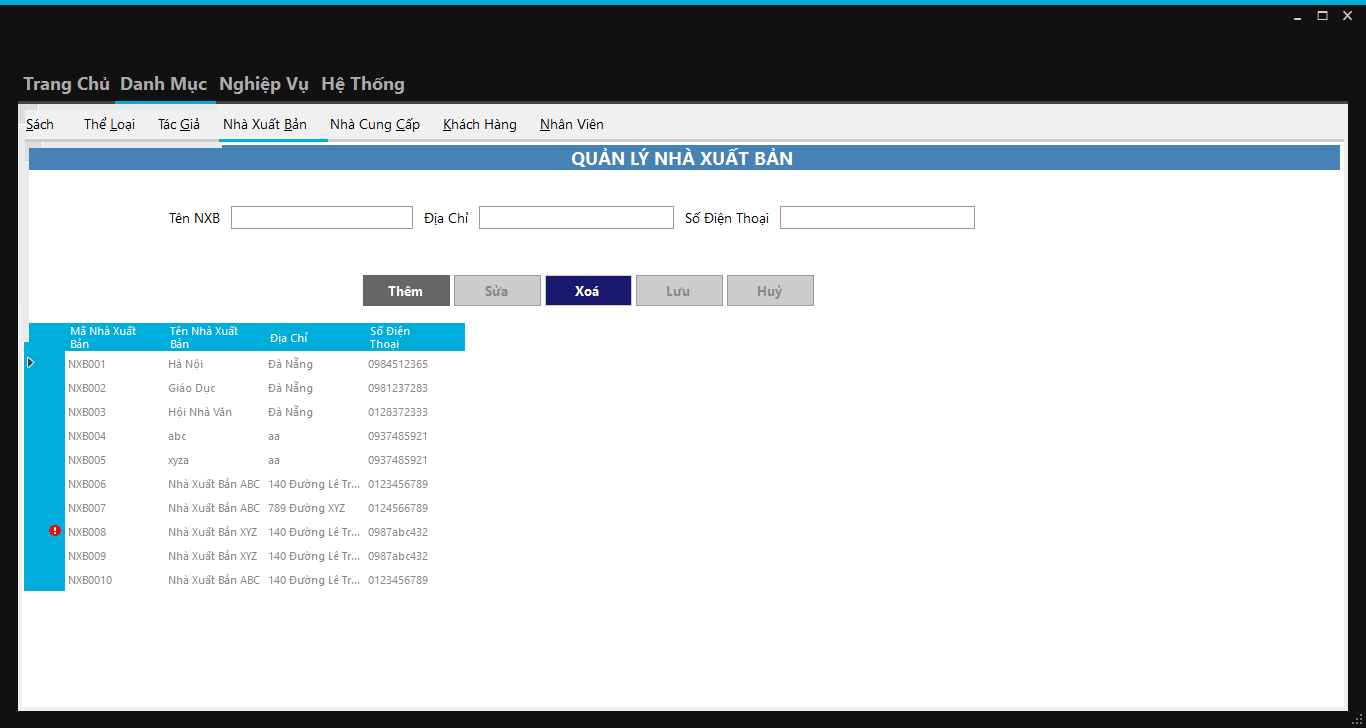 Trang Chủ Danh Mục Nghiệp Vụ Hệ Thống
Sách Thể Loại Tác Giả Nhà Xuất Bản Nhà Cung Cấp Khách Hàng Nhân Viên
QUẢN LÝ NHÀ XUẤT BẢN
Tên NXB Địa Chỉ Số Điện Thoại
Thêm Sửa Xoá Lưu Huỷ
Mã Nhà Xuất Bản Tên Nhà Xuất Bản Địa Chỉ Số Điện Thoại
NXB001 Hà Nội Đà Nẵng 0984512365
NXB002 Giáo Dục Đà Nẵng 0981237283
NXB003 Hội Nhà Văn Đà Nẵng 0128372333
NXB004 abc aa 0937485921
NXB005 xyza aa 0937485921
NXB006 Nhà Xuất Bản ABC 140 Đường Lê Tr... 0123456789
NXB007 Nhà Xuất Bản ABC 789 Đường XYZ 0124566789
NXB008 Nhà Xuất Bản XYZ 140 Đường Lê Tr... 0987abc432
NXB009 Nhà Xuất Bản XYZ 140 Đường Lê Tr... 0987abc432
NXB0010 Nhà Xuất Bản ABC 140 Đường Lê Tr... 0123456789